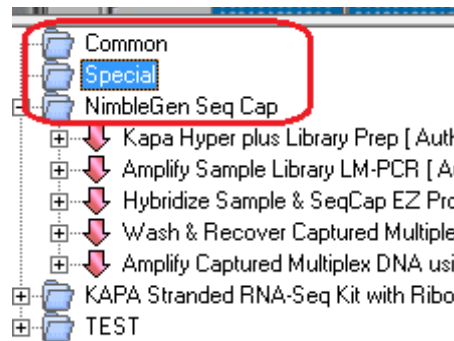 Common
Special
NimbleGen Seq Cap
Kapa Hyper plus Library Prep [ Auth
Amplify Sample Library LM-PCR [ Au
Hybridize Sample & SeqCap EZ Pro
Wash & Recover Captured Multiple
Amplify Captured Multiplex DNA usi
KAPA Stranded RNA-Seq Kit with Ribo
TEST